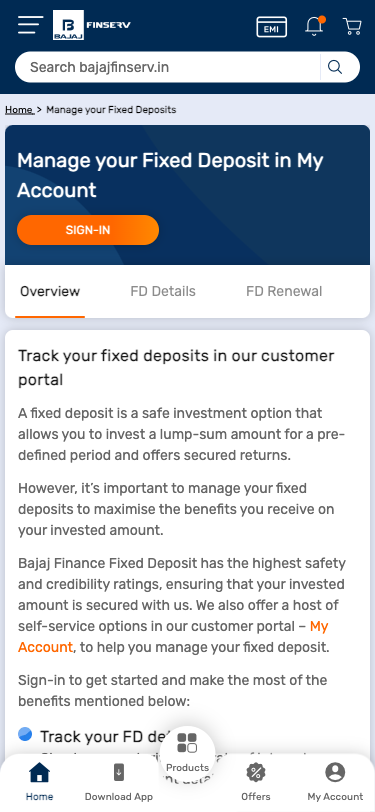 B
BAJAJ
FINSERV
EMI
Search bajajfinserv.in
Home > Manage your Fixed Deposits
Manage your Fixed Deposit in My
Account
SIGN-IN
Overview
FD Details
FD Renewal
Track your fixed deposits in our customer
portal
A fixed deposit is a safe investment option that
allows you to invest a lump-sum amount for a pre-
defined period and offers secured returns.
However, it's important to manage your fixed
deposits to maximise the benefits you receive on
your invested amount.
Bajaj Finance Fixed Deposit has the highest safety
and credibility ratings, ensuring that your invested
amount is secured with us. We also offer a host of
self-service options in our customer portal – My
Account, to help you manage your fixed deposit.
Sign-in to get started and make the most of the
benefits mentioned below:
Track your FD
Products
Home
Download App
Offers
My Account